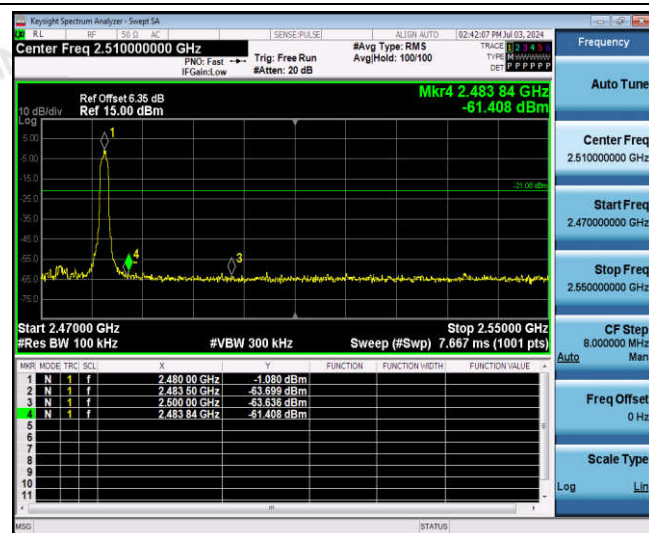 Keysight Spectrum Analyzer - Swept SA
RL RF 50 Ω AC SENSE:PULSE ALIGN AUTO 02:42:07 PM Jul 03, 2024
Center Freq 2.510000000 GHz
PNO: Fast Trig: Free Run #Avg Type: RMS TRACE 1 2 3 4 5 6
IFGain:Low #Atten: 20 dB Avg|Hold: 100/100 TYPE M W W W W W
DET P P P P P P
Mkr4 2.483 84 GHz
-61.408 dBm
Ref Offset 6.35 dB
10 dB/div Ref 15.00 dBm
Log
5.00
-5.00
-15.0
-25.0
-35.0
-45.0
-55.0
-65.0
-75.0
1
4
3
-21.08 dBm
Start 2.47000 GHz Stop 2.55000 GHz
#Res BW 100 kHz #VBW 300 kHz Sweep (#Swp) 7.667 ms (1001 pts)
MKR MODE TRC SCL X Y FUNCTION FUNCTION WIDTH FUNCTION VALUE
1 N 1 f 2.480 00 GHz -1.080 dBm
2 N 1 f 2.483 50 GHz -63.699 dBm
3 N 1 f 2.500 00 GHz -63.636 dBm
4 N 1 f 2.483 84 GHz -61.408 dBm
5
6
7
8
9
10
11
MSG STATUS
Frequency
Auto Tune
Center Freq
2.510000000 GHz
Start Freq
2.470000000 GHz
Stop Freq
2.550000000 GHz
CF Step
8.000000 MHz
Auto Man
Freq Offset
0 Hz
Scale Type
Log Lin